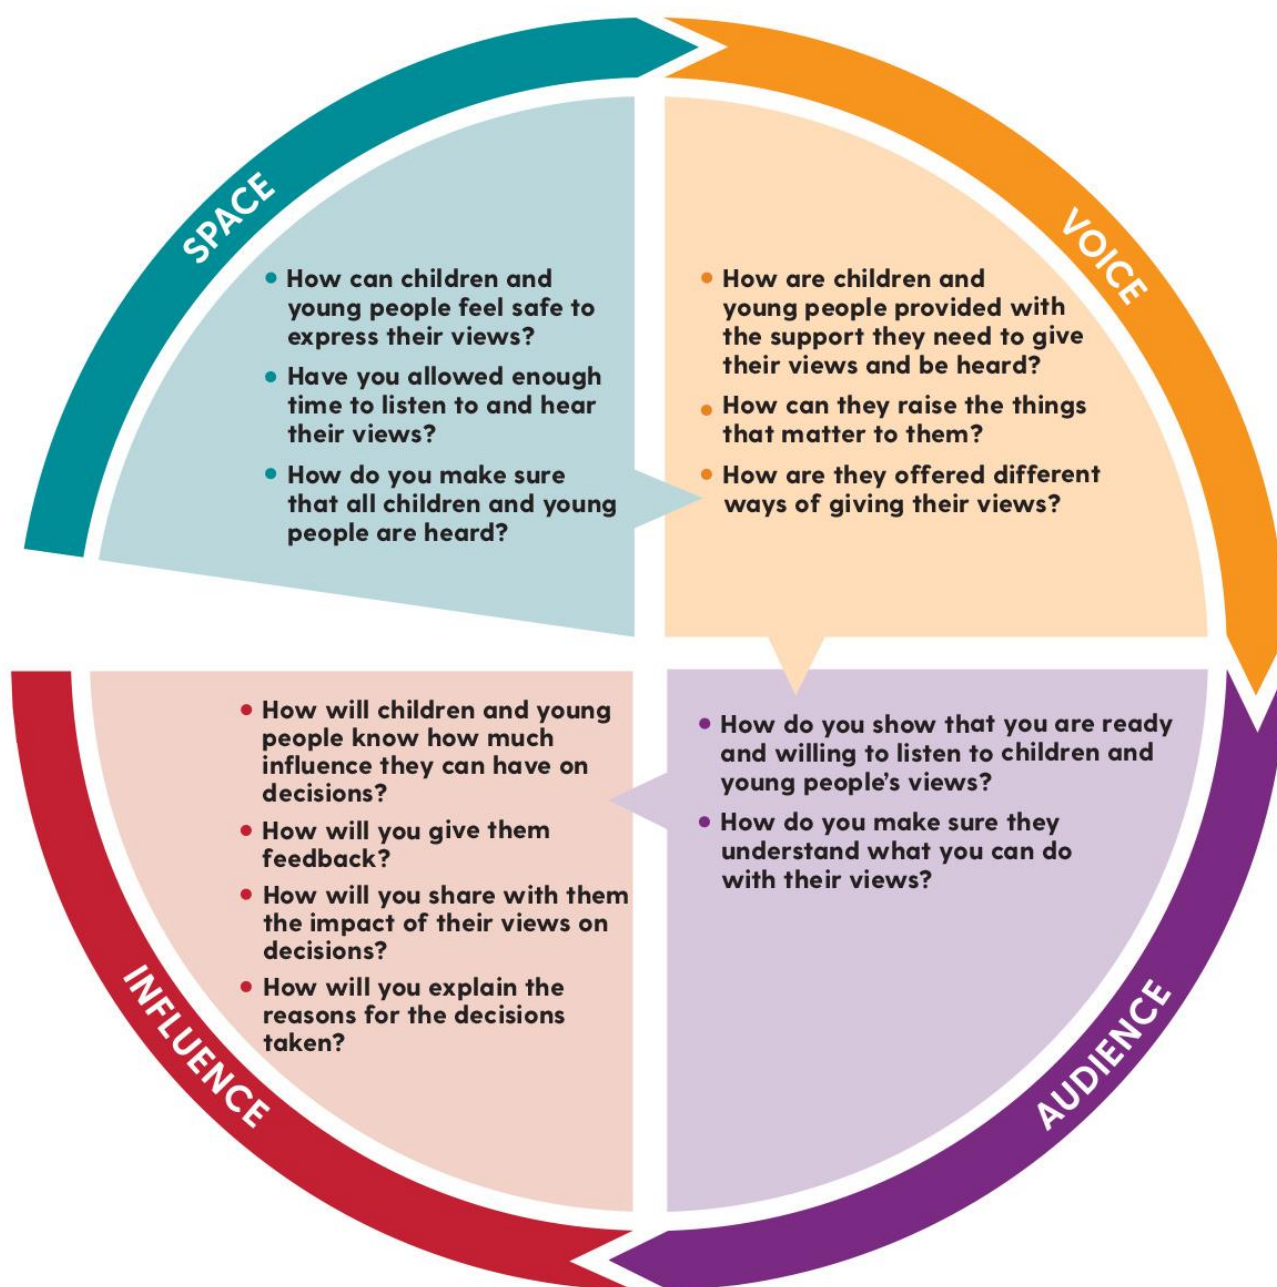 SPACE
• How can children and
young people feel safe to
express their views?
• Have you allowed enough
time to listen to and hear
their views?
• How do you make sure
that all children and young
people are heard?
VOICE
• How are children and
young people provided with
the support they need to give
their views and be heard?
• How can they raise the things
that matter to them?
• How are they offered different
ways of giving their views?
AUDIENCE
• How do you show that you are ready
and willing to listen to children and
young people’s views?
• How do you make sure they
understand what you can do
with their views?
INFLUENCE
• How will children and young
people know how much
influence they can have on
decisions?
• How will you give them
feedback?
• How will you share with them
the impact of their views on
decisions?
• How will you explain the
reasons for the decisions
taken?